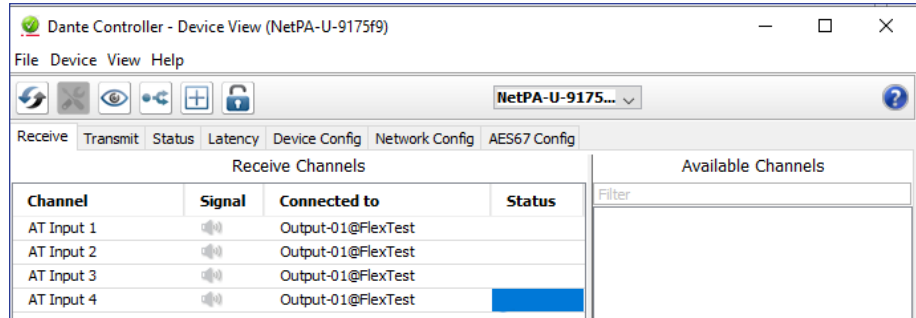 Dante Controller - Device View (NetPA-U-9175f9)
File Device View Help
NetPA-U-9175...
Receive Transmit Status Latency Device Config Network Config AES67 Config
Receive Channels Available Channels
Channel Signal Connected to Status Filter
AT Input 1 Output-01@FlexTest
AT Input 2 Output-01@FlexTest
AT Input 3 Output-01@FlexTest
AT Input 4 Output-01@FlexTest